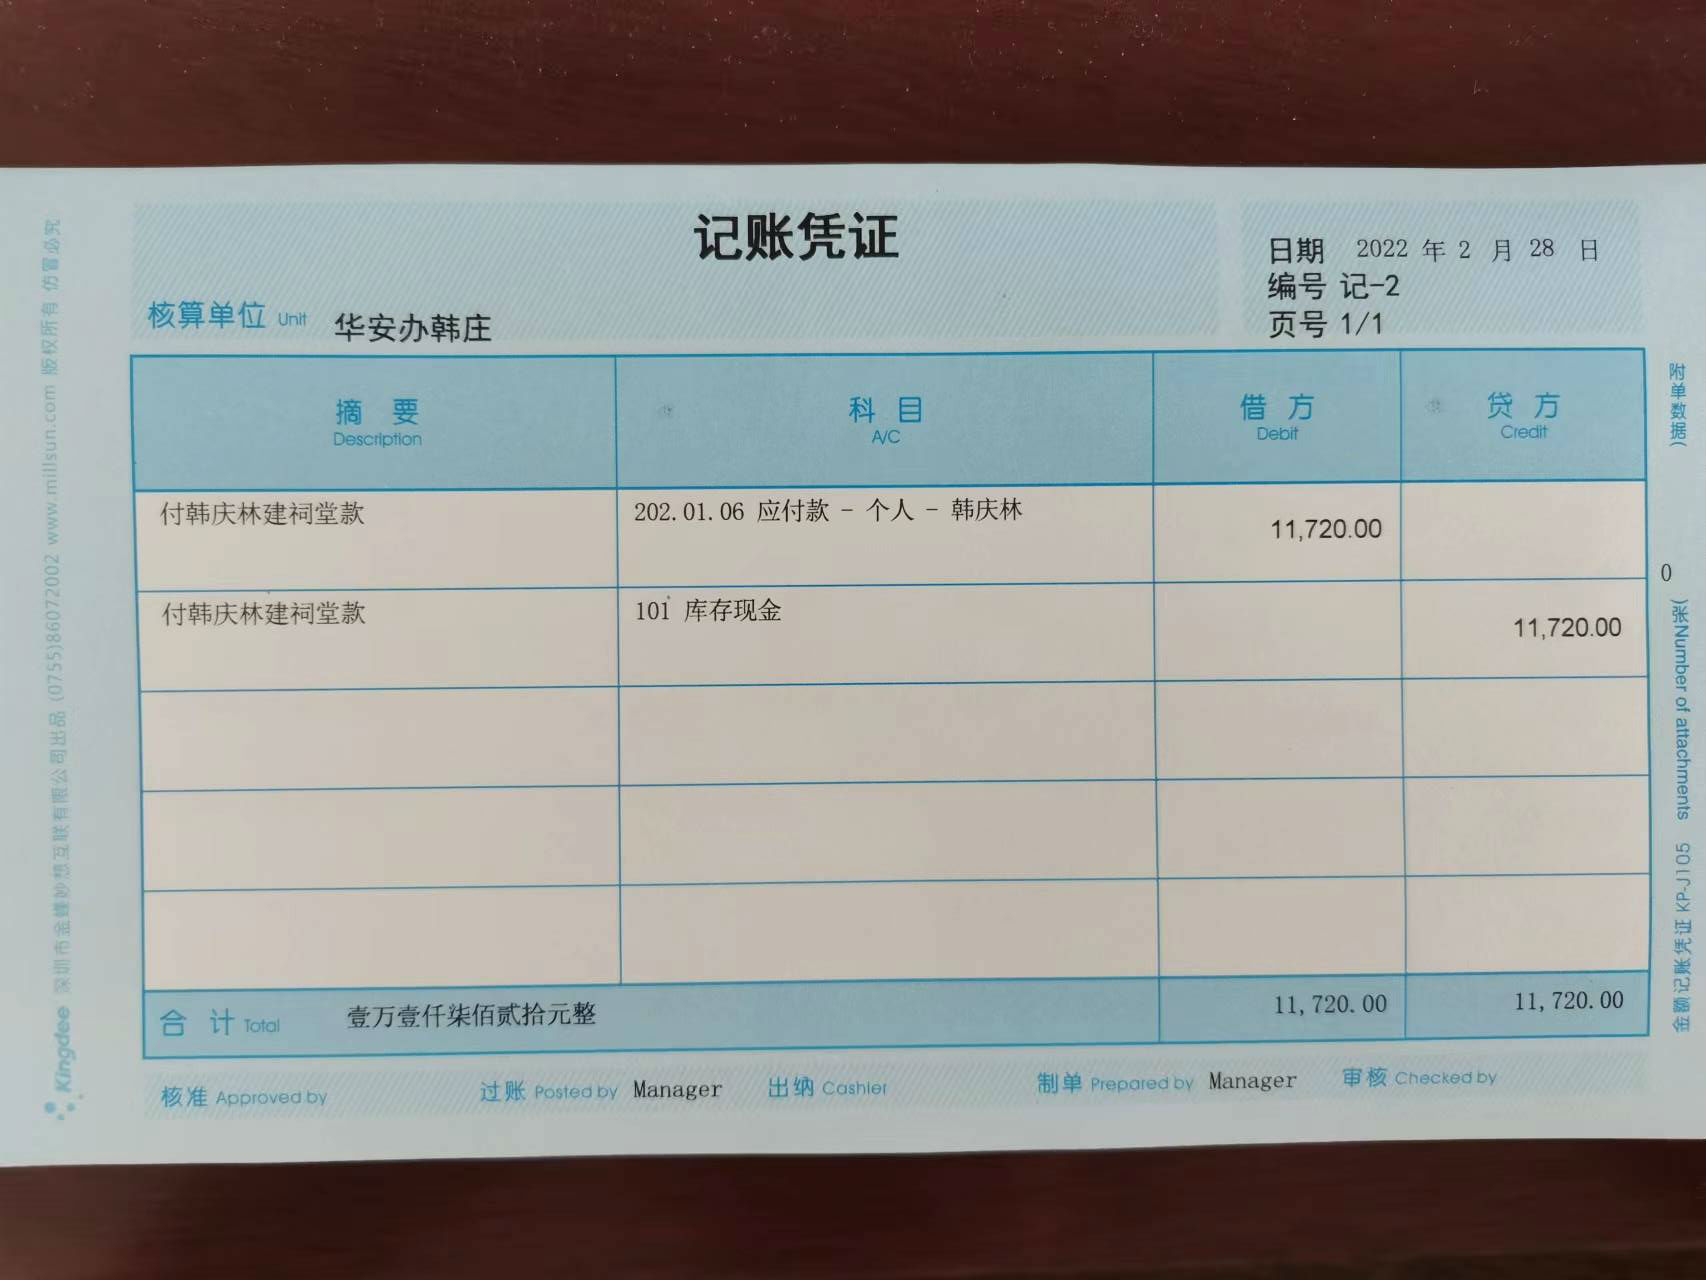 记账凭证
日期 2022 年 2 月 28 日
编号 记-2
页号 1/1
核算单位 Unit 华安办韩庄
摘 要 科 目 借 方 贷 方
Description A/C Debit Credit
付韩庆林建祠堂款 202.01.06 应付款 - 个人 - 韩庆林 11,720.00
付韩庆林建祠堂款 101 库存现金 11,720.00
合 计 Total 壹万壹仟柒佰贰拾元整 11,720.00 11,720.00
核准 Approved by 过账 Posted by Manager 出纳 Cashier 制单 Prepared by Manager 审核 Checked by
附单数据( 0 )张Number of attachments 金额记账凭证 KP-J105
Kingdee 深圳市金蝶妙想互联有限公司出品 (0755)86072002 www.millsun.com 版权所有 仿冒必究